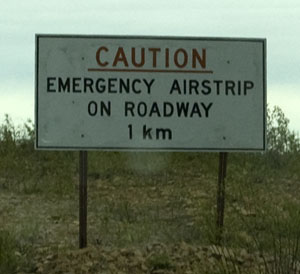 CAUTION
EMERGENCY AIRSTRIP
ON ROADWAY
1 km